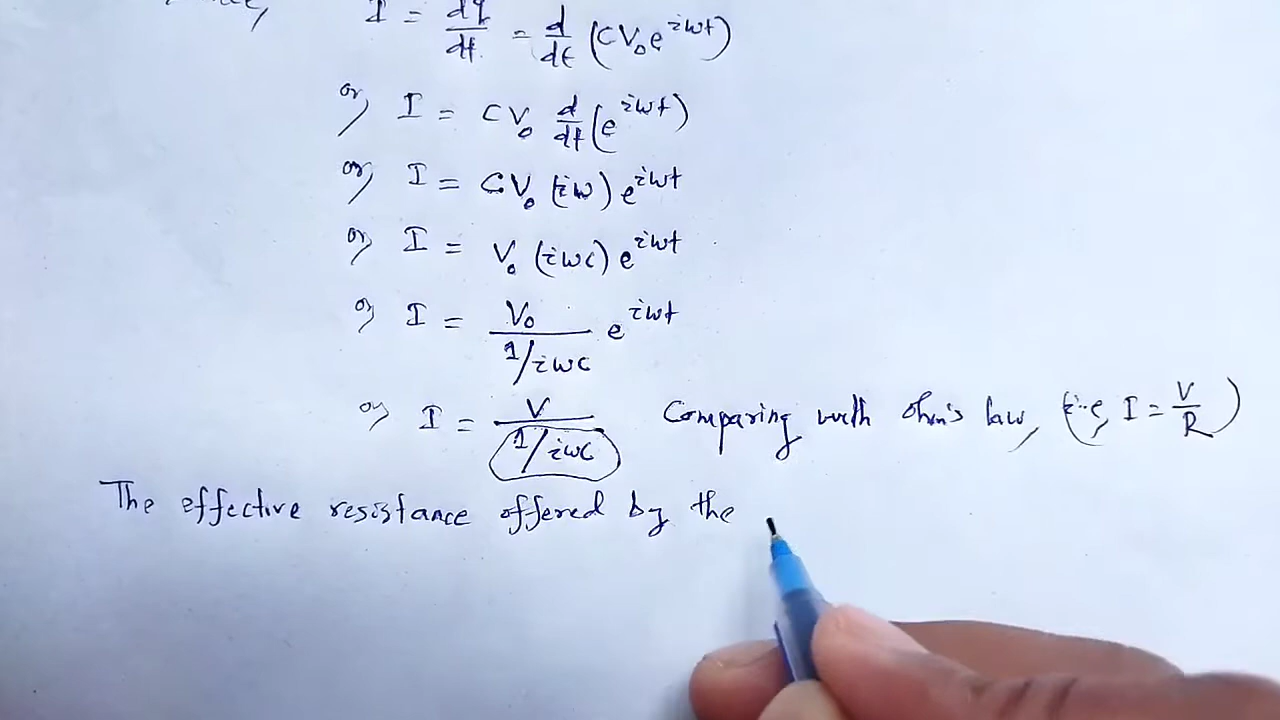 I = dq/dt = d/dt (CV₀e^{iωt})
or, I = CV₀ d/dt (e^{iωt})
or, I = CV₀ (iω) e^{iωt}
or, I = V₀ (iωc) e^{iωt}
or, I = V₀/(1/iωc) e^{iωt}
or, I = V/(1/iωc) Comparing with ohm's law, (i.e, I = V/R)
The effective resistance offered by the